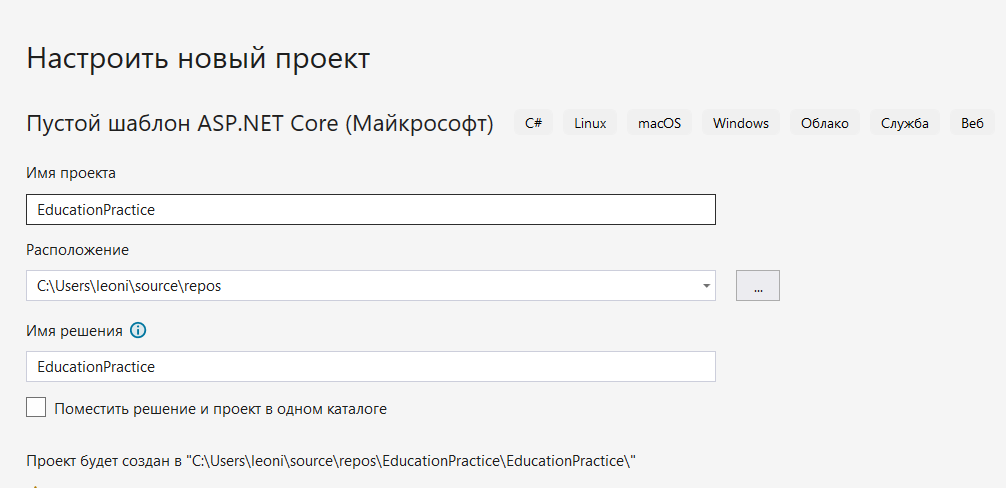 Настроить новый проект
Пустой шаблон ASP.NET Core (Майкрософт) C# Linux macOS Windows Облако Служба Веб
Имя проекта
EducationPractice
Расположение
C:\Users\leoni\source\repos
...
Имя решения
EducationPractice
Поместить решение и проект в одном каталоге
Проект будет создан в "C:\Users\leoni\source\repos\EducationPractice\EducationPractice\"